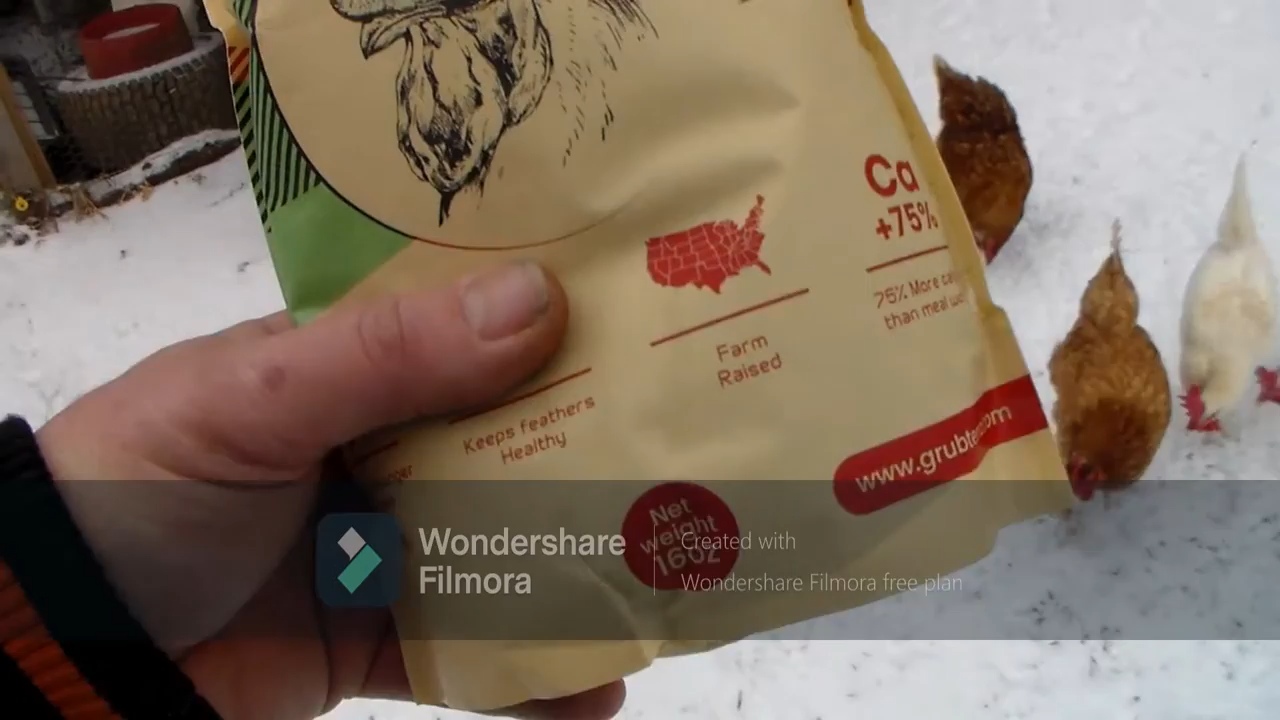 Ca
+75%
75% More
than meal
Farm
Raised
Keeps feathers
Healthy
www.grubte
.com
Net
weight
16oz
Wondershare
Filmora
Created with
Wondershare Filmora free plan